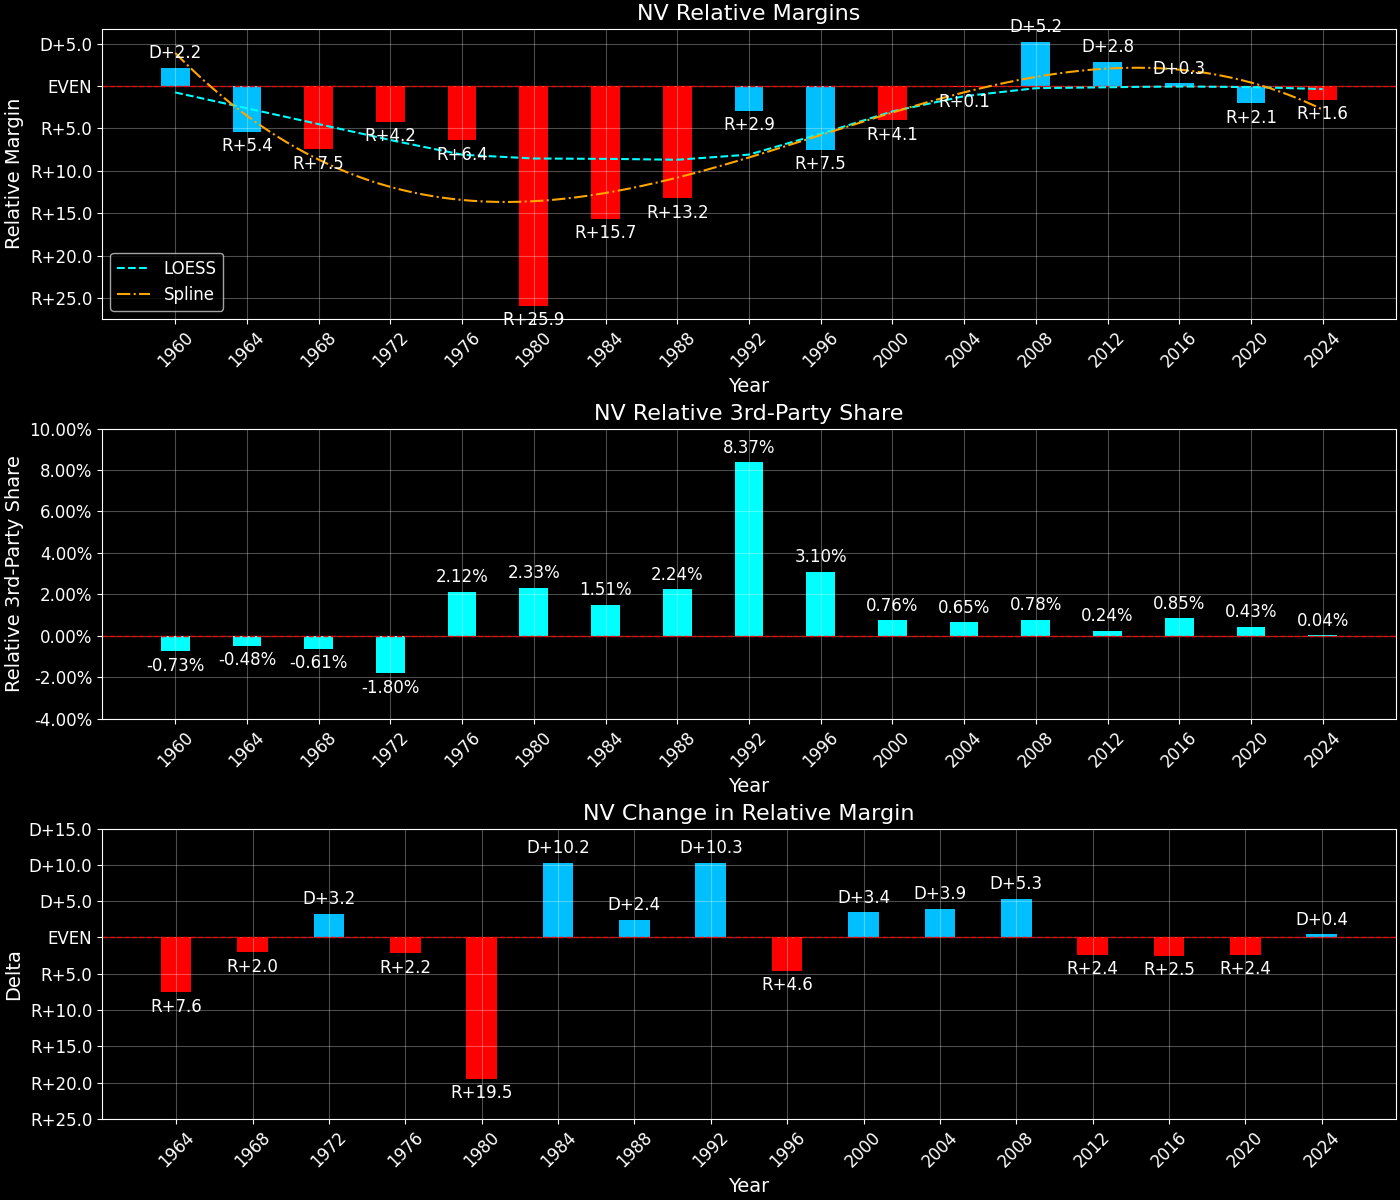 NV Relative Margins
Relative Margin
D+5.0
EVEN
R+5.0
R+10.0
R+15.0
R+20.0
R+25.0
D+2.2
R+5.4
R+7.5
R+4.2
R+6.4
R+25.9
R+15.7
R+13.2
R+2.9
R+7.5
R+4.1
R+0.1
D+5.2
D+2.8
D+0.3
R+2.1
R+1.6
LOESS
Spline
1960
1964
1968
1972
1976
1980
1984
1988
1992
1996
2000
2004
2008
2012
2016
2020
2024
Year
NV Relative 3rd-Party Share
Relative 3rd-Party Share
10.00%
8.00%
6.00%
4.00%
2.00%
0.00%
-2.00%
-4.00%
-0.73%
-0.48%
-0.61%
-1.80%
2.12%
2.33%
1.51%
2.24%
8.37%
3.10%
0.76%
0.65%
0.78%
0.24%
0.85%
0.43%
0.04%
1960
1964
1968
1972
1976
1980
1984
1988
1992
1996
2000
2004
2008
2012
2016
2020
2024
Year
NV Change in Relative Margin
Delta
D+15.0
D+10.0
D+5.0
EVEN
R+5.0
R+10.0
R+15.0
R+20.0
R+25.0
R+7.6
R+2.0
D+3.2
R+2.2
R+19.5
D+10.2
D+2.4
D+10.3
R+4.6
D+3.4
D+3.9
D+5.3
R+2.4
R+2.5
R+2.4
D+0.4
1964
1968
1972
1976
1980
1984
1988
1992
1996
2000
2004
2008
2012
2016
2020
2024
Year